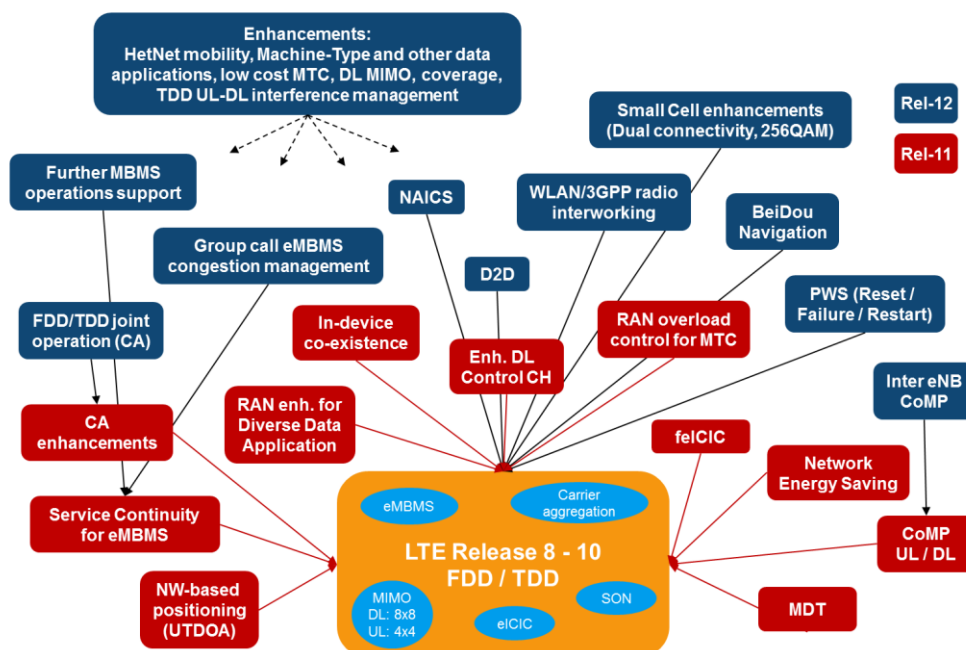 Enhancements:
HetNet mobility, Machine-Type and other data
applications, low cost MTC, DL MIMO, coverage,
TDD UL-DL interference management
Small Cell enhancements
(Dual connectivity, 256QAM)
Rel-12
Rel-11
Further MBMS
operations support
NAICS
WLAN/3GPP radio
interworking
BeiDou
Navigation
Group call eMBMS
congestion management
D2D
PWS (Reset /
Failure / Restart)
FDD/TDD joint
operation (CA)
In-device
co-existence
Enh. DL
Control CH
RAN overload
control for MTC
Inter eNB
CoMP
CA
enhancements
RAN enh. for
Diverse Data
Application
feICIC
Network
Energy Saving
Service Continuity
for eMBMS
eMBMS
Carrier
aggregation
CoMP
UL / DL
LTE Release 8 - 10
FDD / TDD
NW-based
positioning
(UTDOA)
MIMO
DL: 8x8
UL: 4x4
eICIC
SON
MDT